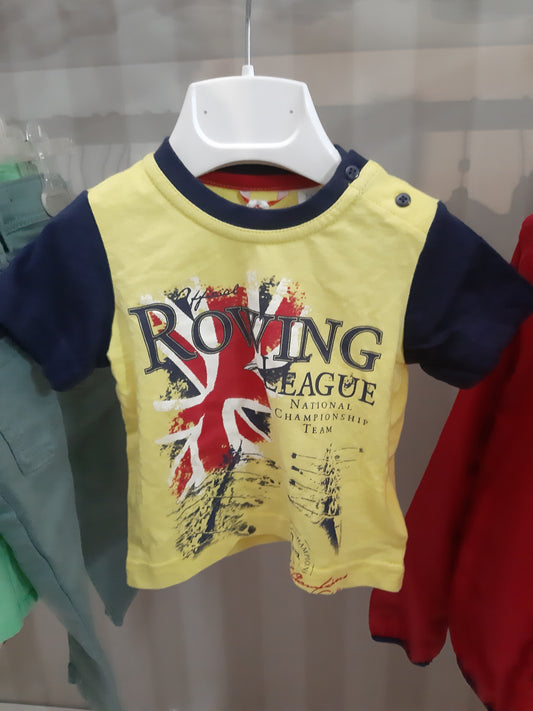 Official
ROWING
LEAGUE
NATIONAL
CHAMPIONSHIP
TEAM